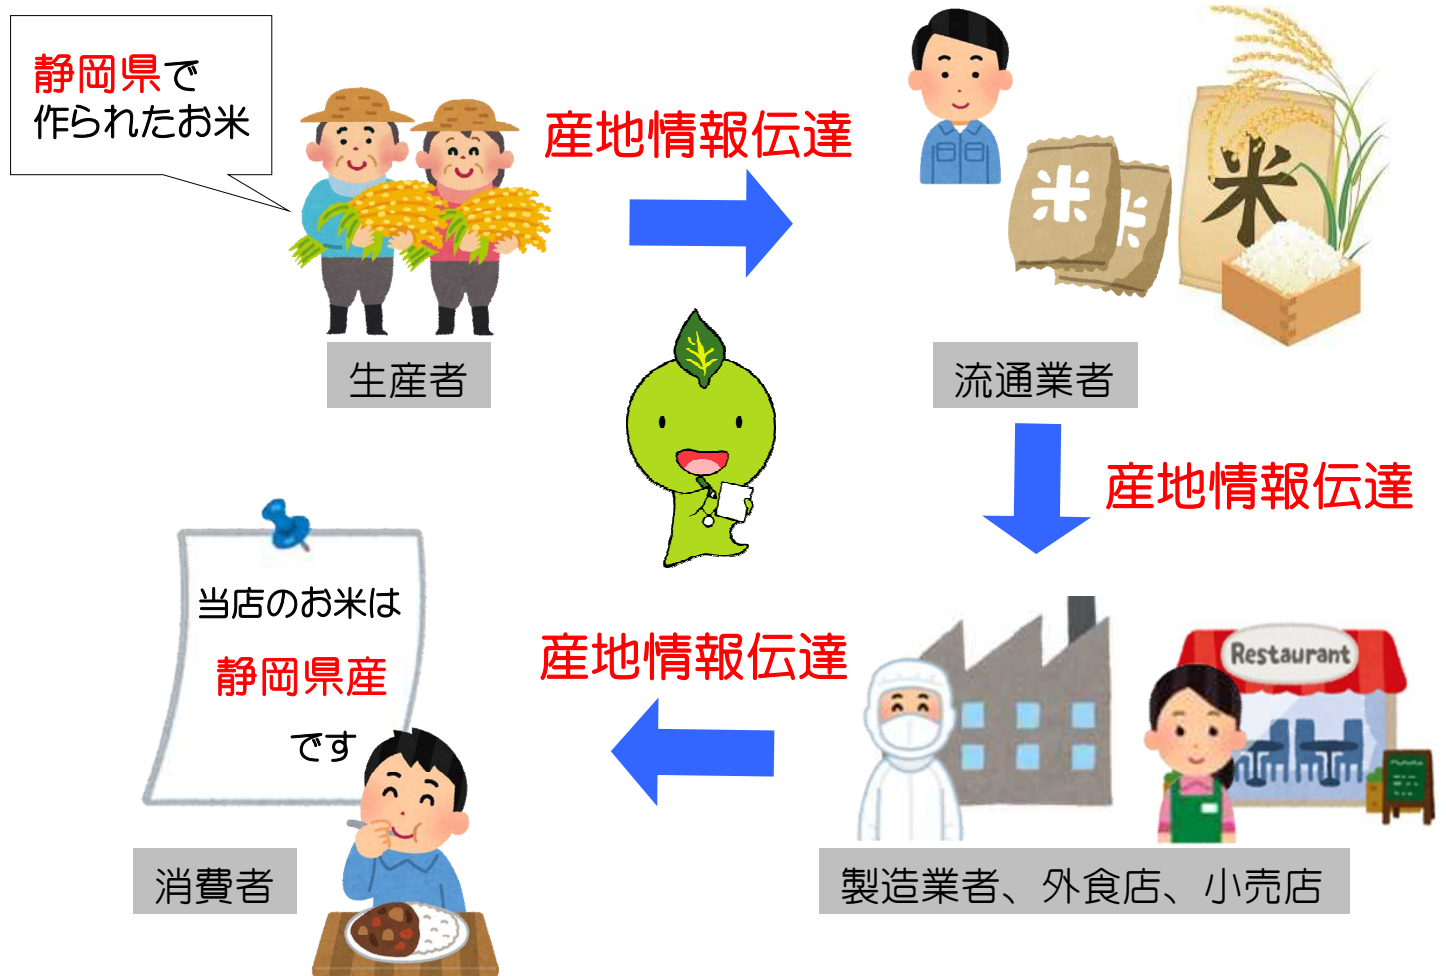 静岡県で
作られたお米
産地情報伝達
米
米
米
生産者
流通業者
産地情報伝達
当店のお米は
静岡県産
です
産地情報伝達
Restaurant
消費者
製造業者、外食店、小売店